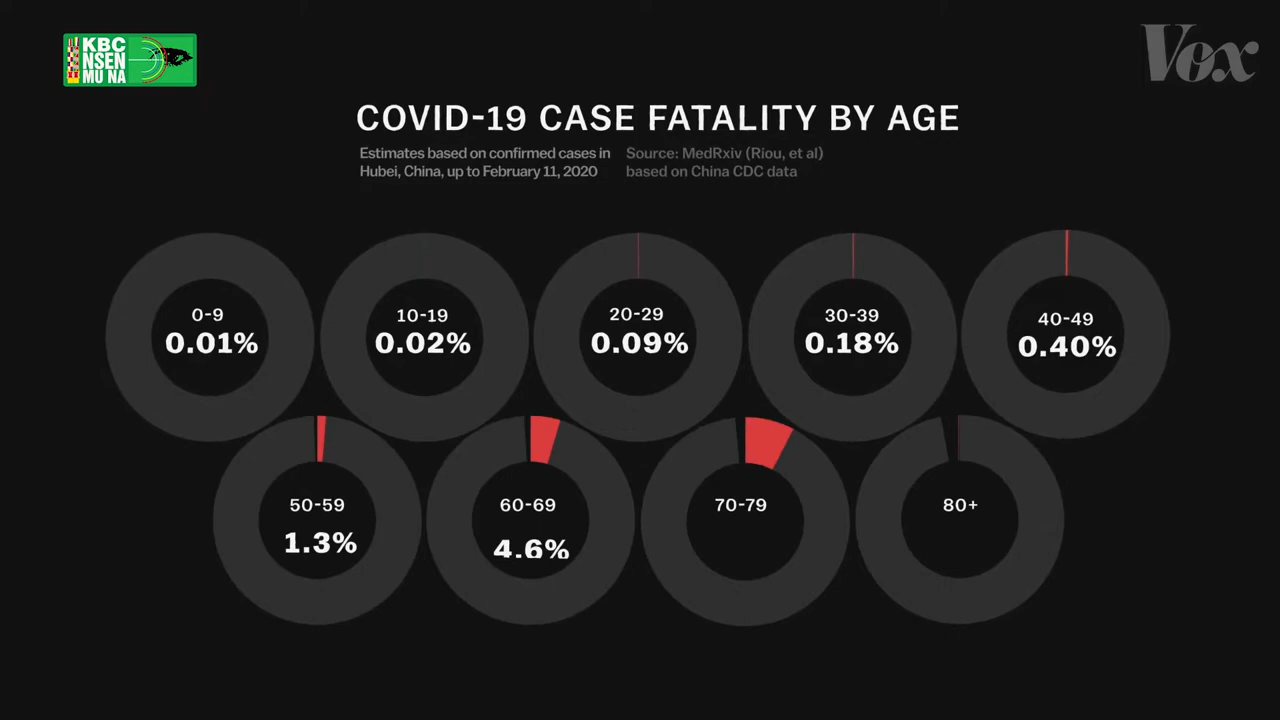 KBC
NSEN
MU NA
Vox
COVID-19 CASE FATALITY BY AGE
Estimates based on confirmed cases in
Hubei, China, up to February 11, 2020
Source: MedRxiv (Riou, et al)
based on China CDC data
0-9
0.01%
10-19
0.02%
20-29
0.09%
30-39
0.18%
40-49
0.40%
50-59
1.3%
60-69
4.6%
70-79
80+